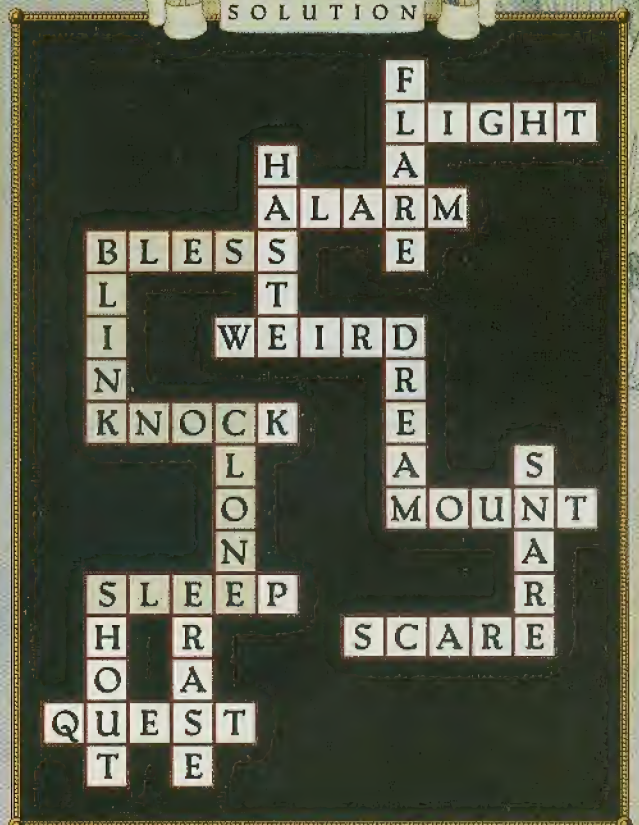 SOLUTION
F
LIGHT
H A
ALARM
BLESS E
L T
I WEIRD
N R
KNOCK E
L A S
O MOUNT
N A
SLEEP R
H R SCARE
O A
QUEST
T E